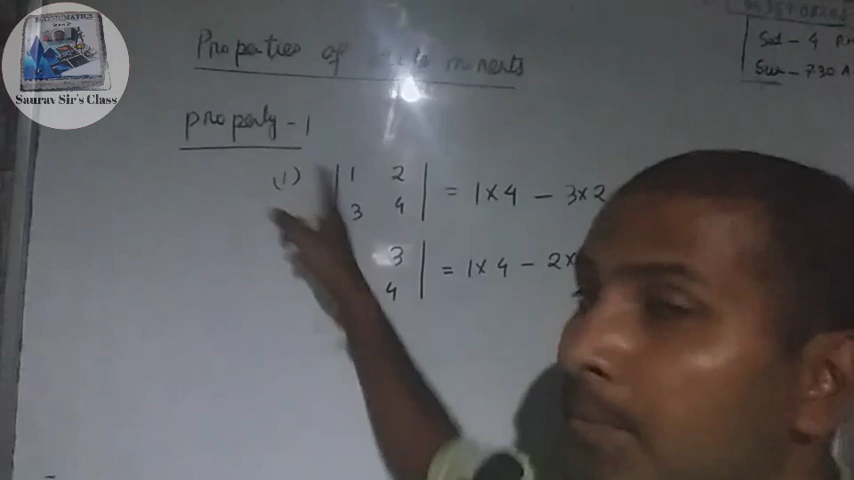 MATHEMATICS
Saurav Sir's Class
Sat - 4 P.M
Sun - 730 A
Properties of
Property - 1
(1) | 1 2 | = 1×4 - 3×2
3 4
3 | = 1×4 - 2×
4